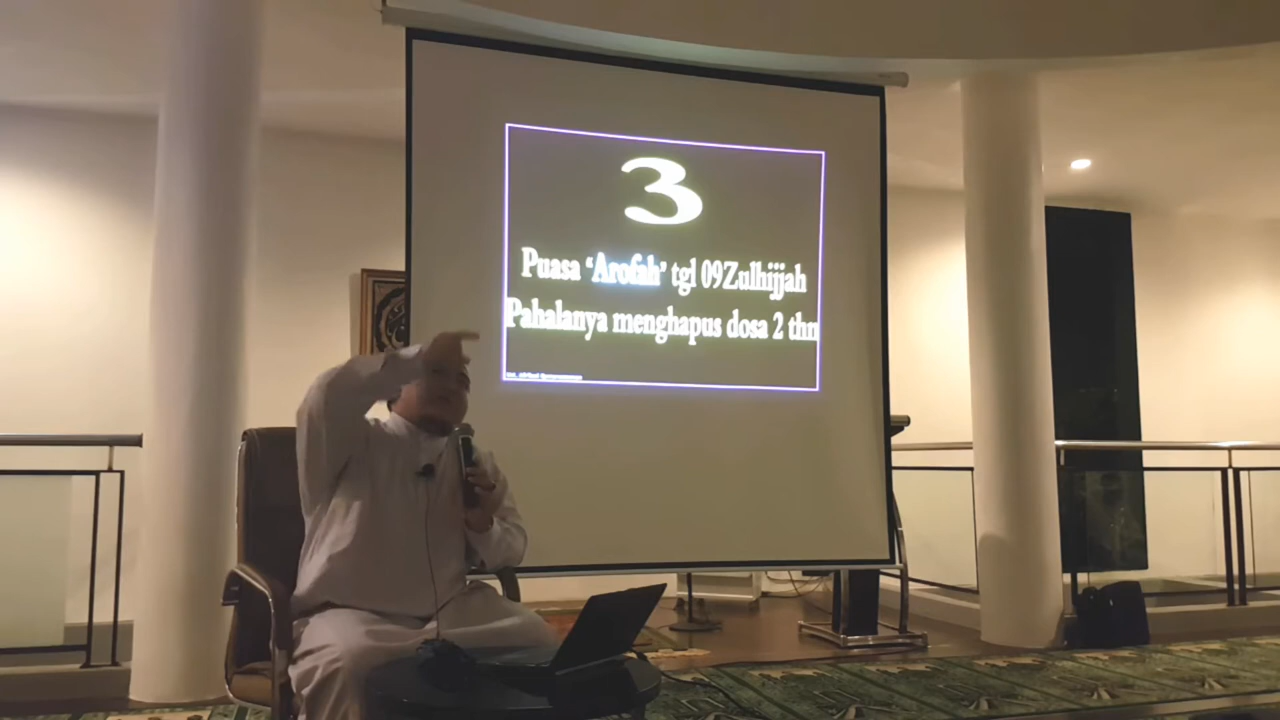 3
Puasa ‘Arofah’ tgl 09Zulhijjah
Pahalanya menghapus dosa 2 thn